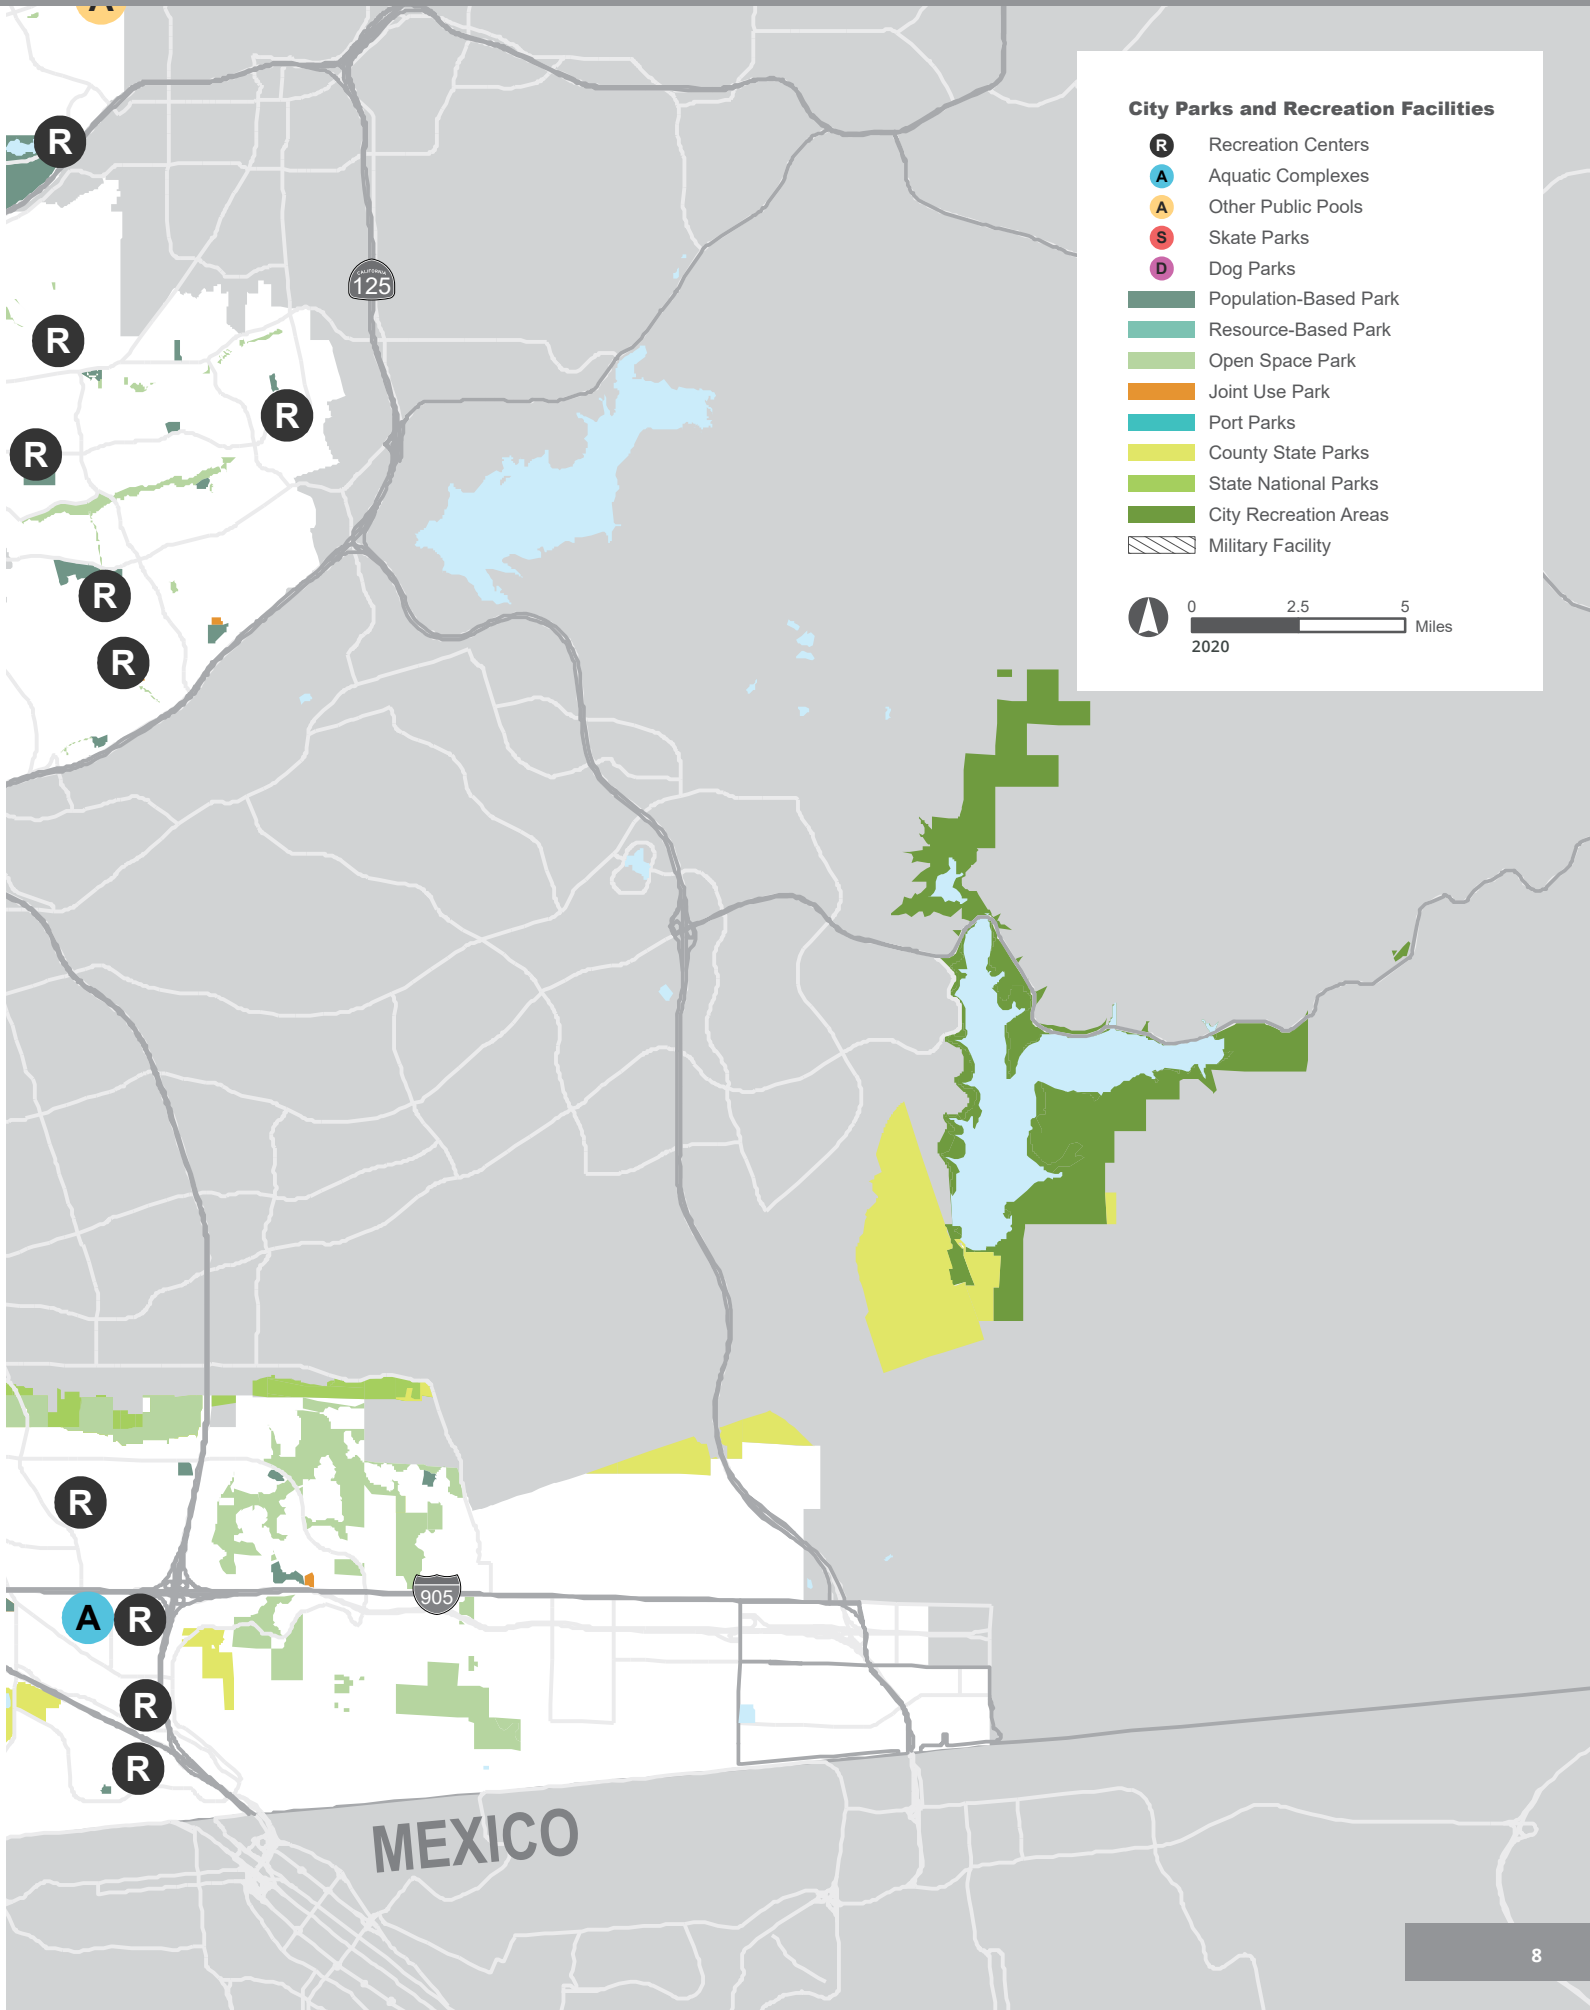 A
R
City Parks and Recreation Facilities
R Recreation Centers
A Aquatic Complexes
A Other Public Pools
S Skate Parks
D Dog Parks
Population-Based Park
Resource-Based Park
Open Space Park
Joint Use Park
Port Parks
County State Parks
State National Parks
City Recreation Areas
Military Facility
0 2.5 5
Miles
2020
CALIFORNIA
125
R
R
R
R
R
R
905
A R
R
R
MEXICO
8